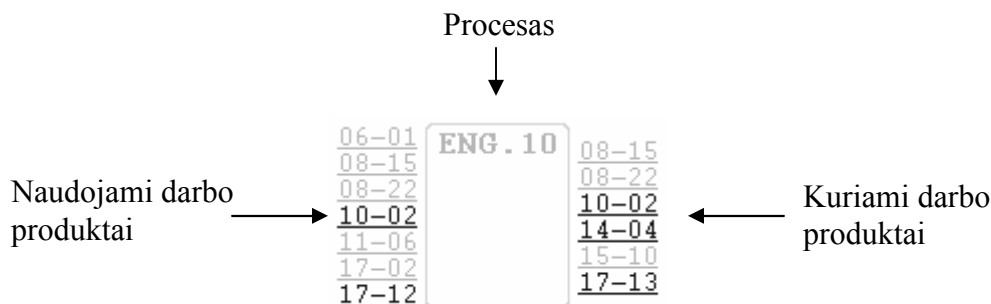 Procesas
06-01
ENG.10
08-15
08-15
08-22
08-22
Naudojami darbo
produktai
10-02
10-02
Kuriami darbo
produktai
11-06
14-04
17-02
15-10
17-12
17-13